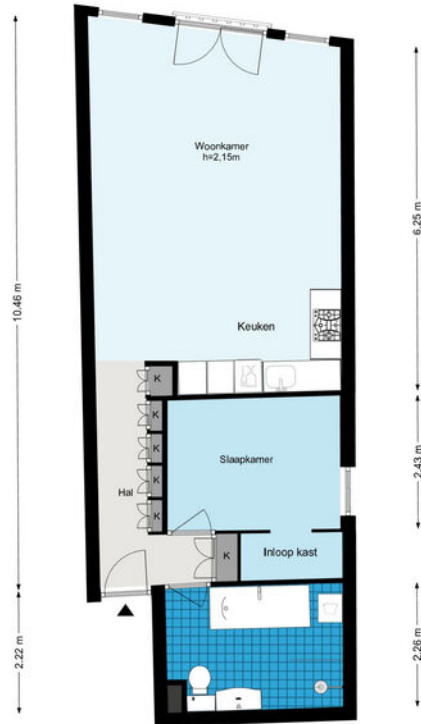 Woonkamer
h=2,15m
6.25 m
10.46 m
Keuken
K
K
K
Slaapkamer
2.43 m
K
Hal
K
K
Inloop kast
2.22 m
2.26 m